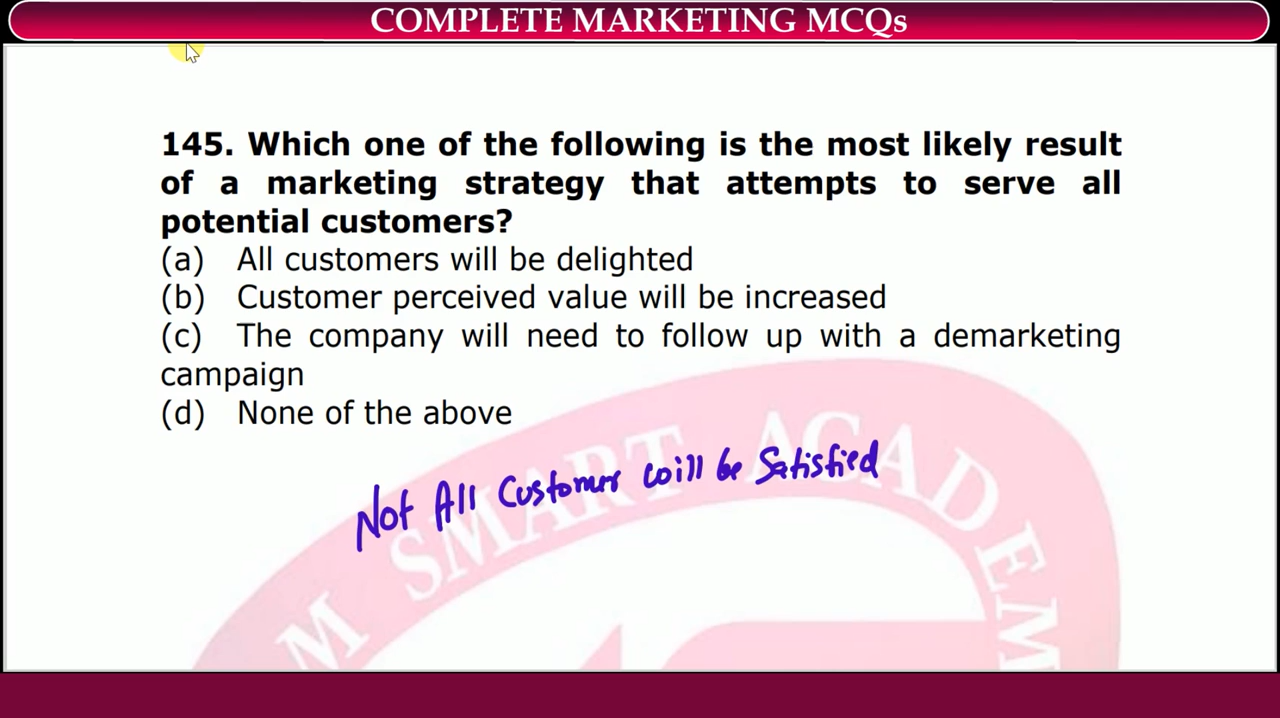 COMPLETE MARKETING MCQs
145. Which one of the following is the most likely result
of a marketing strategy that attempts to serve all
potential customers?
(a) All customers will be delighted
(b) Customer perceived value will be increased
(c) The company will need to follow up with a demarketing
campaign
(d) None of the above
Not All Customer will be Satisfied
M SMART ACADEM